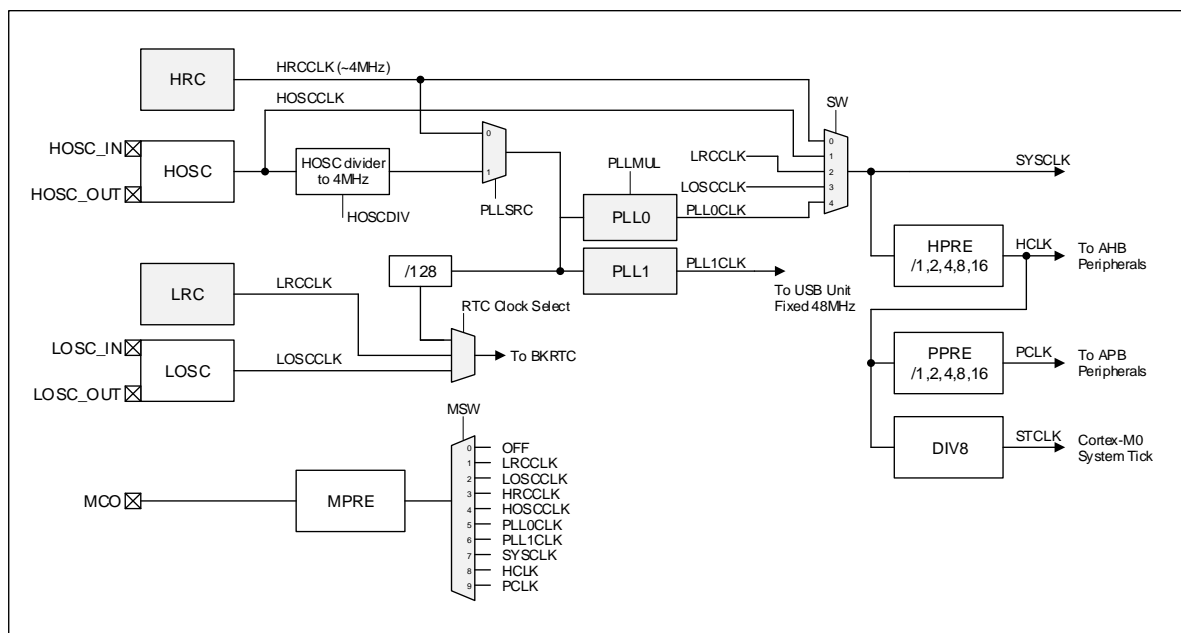 HRC
HRCCLK (~4MHz)
HOSCCLK
SW
HOSC_IN
HOSC_OUT
HOSC
HOSC divider
to 4MHz
HOSCDIV
0
1
PLLSRC
PLLMUL
PLL0
PLL0CLK
LRCCLK
LOSCCLK
0
1
2
3
4
SYSCLK
HPRE
/1,2,4,8,16
HCLK
To AHB
Peripherals
/128
PLL1
PLL1CLK
To USB Unit
Fixed 48MHz
LRC
LRCCLK
RTC Clock Select
To BKRTC
LOSC_IN
LOSC_OUT
LOSC
LOSCCLK
PPRE
/1,2,4,8,16
PCLK
To APB
Peripherals
DIV8
STCLK
Cortex-M0
System Tick
MSW
MCO
MPRE
0 OFF
1 LRCCLK
2 LOSCCLK
3 HRCCLK
4 HOSCCLK
5 PLL0CLK
6 PLL1CLK
7 SYSCLK
8 HCLK
9 PCLK